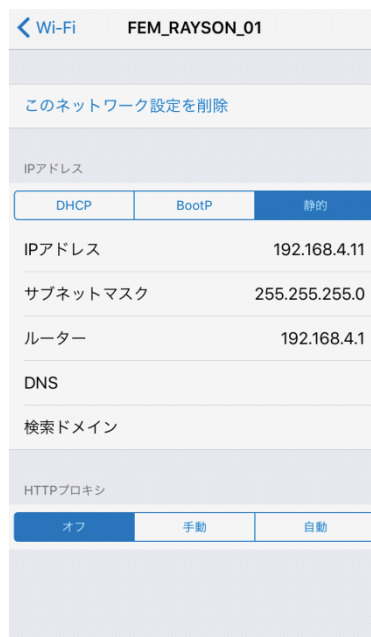 Wi-Fi FEM_RAYSON_01
このネットワーク設定を削除
IPアドレス
DHCP BootP 静的
IPアドレス 192.168.4.11
サブネットマスク 255.255.255.0
ルーター 192.168.4.1
DNS
検索ドメイン
HTTPプロキシ
オフ 手動 自動